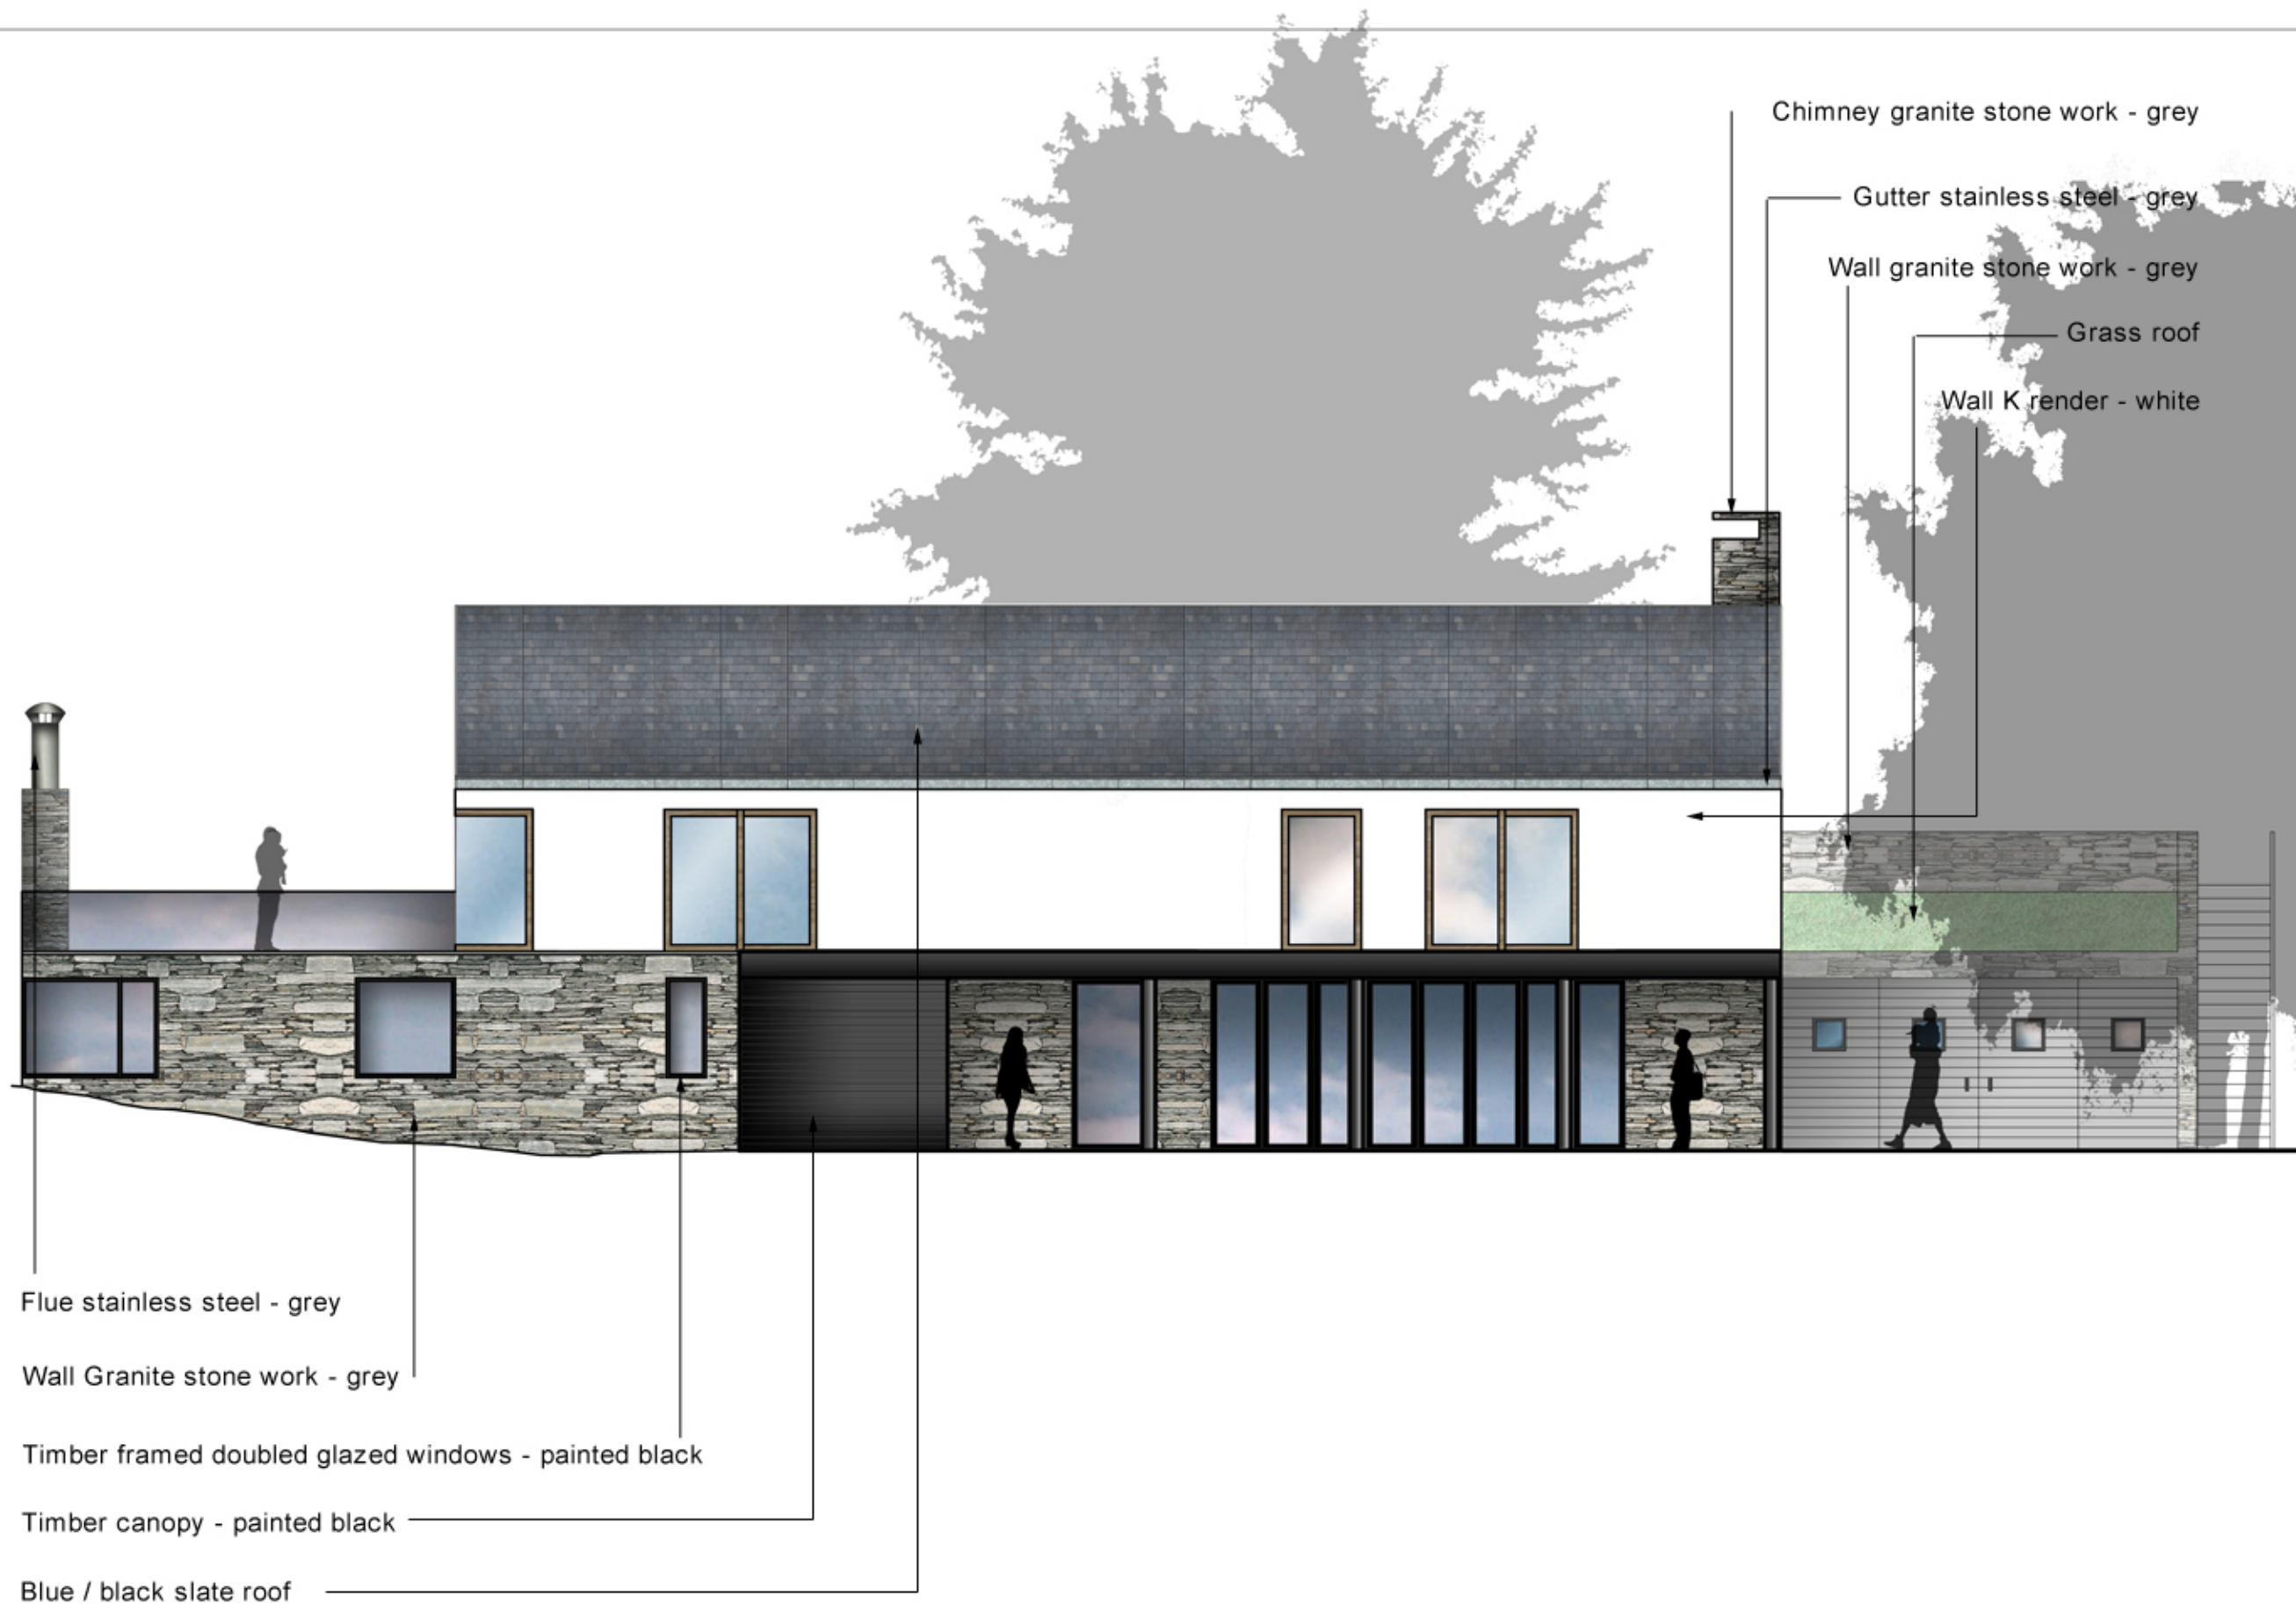 Chimney granite stone work - grey
Gutter stainless steel - grey
Wall granite stone work - grey
Grass roof
Wall K render - white
Flue stainless steel - grey
Wall Granite stone work - grey
Timber framed doubled glazed windows - painted black
Timber canopy - painted black
Blue / black slate roof